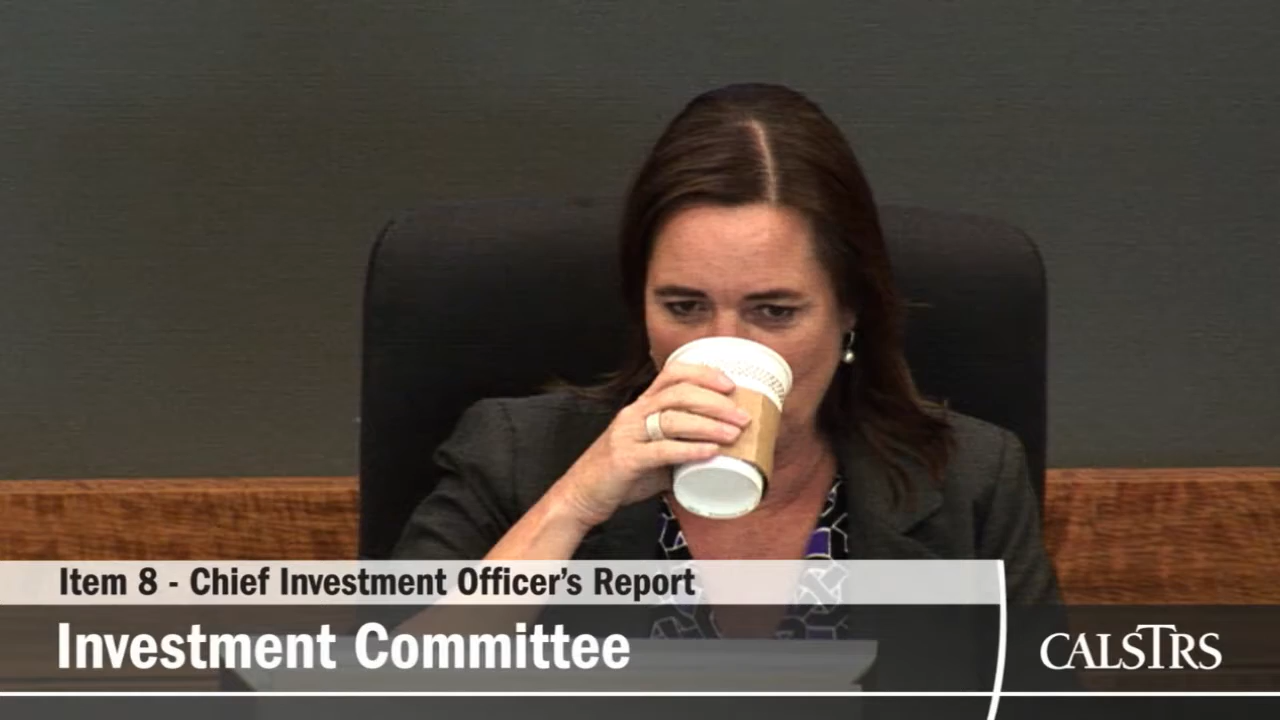 Item 8 - Chief Investment Officer's Report
Investment Committee
CALSTRS